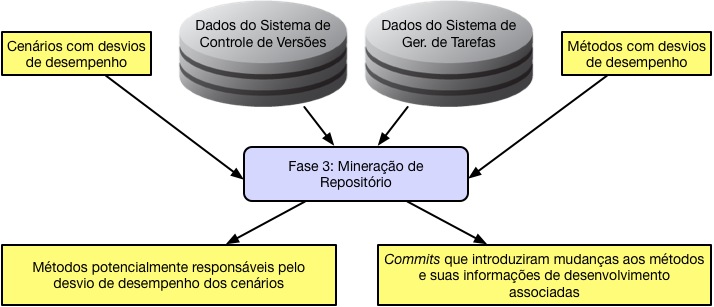 Dados do Sistema de
Controle de Versões
Dados do Sistema de
Ger. de Tarefas
Cenários com desvios
de desempenho
Métodos com desvios
de desempenho
Fase 3: Mineração de
Repositório
Métodos potencialmente responsáveis pelo
desvio de desempenho dos cenários
Commits que introduziram mudanças aos métodos
e suas informações de desenvolvimento
associadas